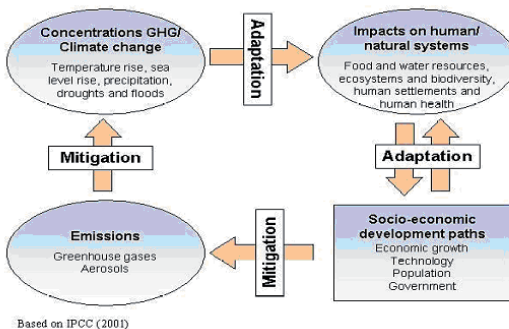 Concentrations GHG/
Climate change
Temperature rise, sea
level rise, precipitation,
droughts and floods
Adaptation
Impacts on human/
natural systems
Food and water resources,
ecosystems and biodiversity,
human settlements and
human health
Mitigation
Adaptation
Emissions
Greenhouse gases
Aerosols
Mitigation
Socio-economic
development paths
Economic growth
Technology
Population
Government
Based on IPCC (2001)